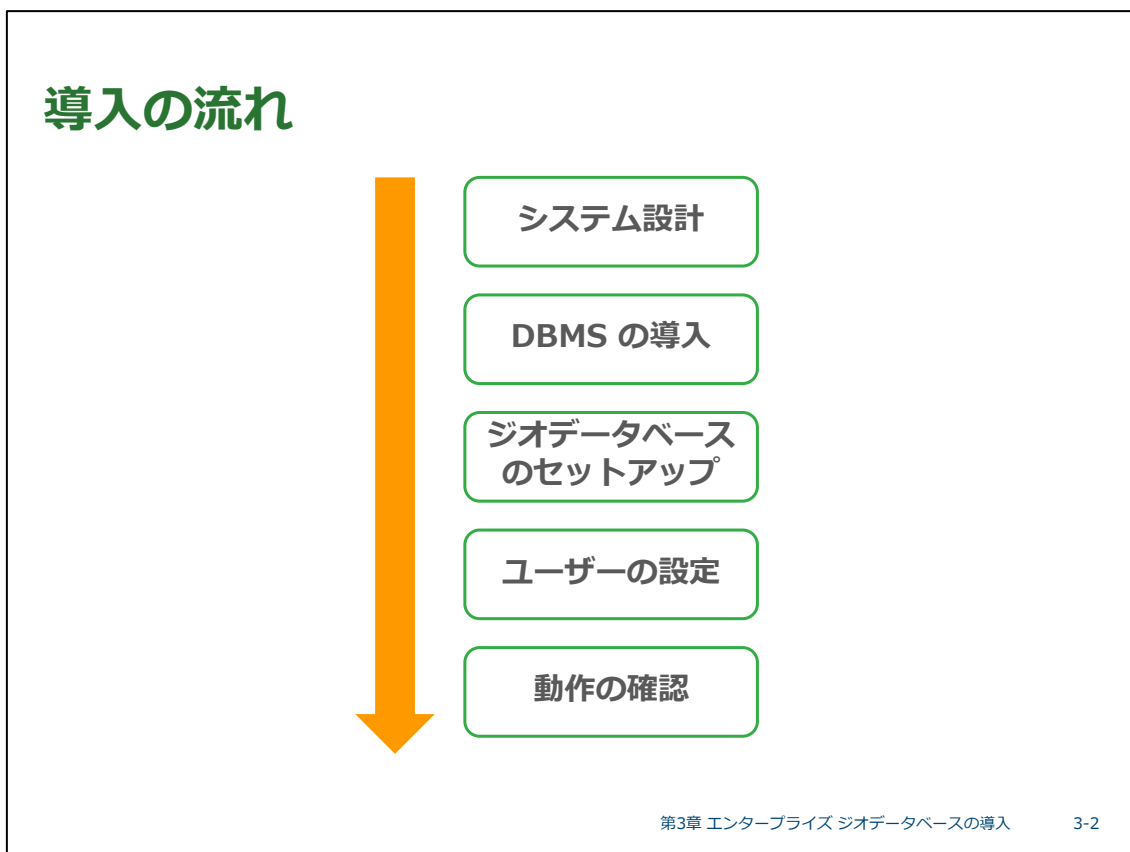 導入の流れ
システム設計
DBMS の導入
ジオデータベース
のセットアップ
ユーザーの設定
動作の確認
第3章 エンタープライズ ジオデータベースの導入 3-2